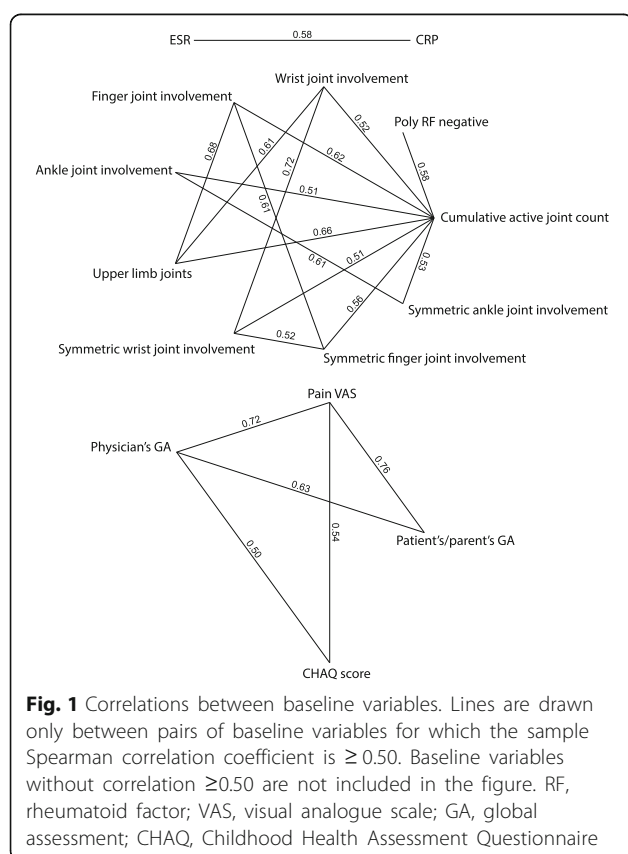 0.58
ESR CRP
Wrist joint involvement
Finger joint involvement
Poly RF negative
0.52
0.68
0.61
0.62
0.72
Ankle joint involvement
0.58
0.51
0.61
Cumulative active joint count
0.66
0.51
0.61
0.53
Upper limb joints
0.56
Symmetric ankle joint involvement
0.52
Symmetric wrist joint involvement
Symmetric finger joint involvement
Pain VAS
0.72
Physician's GA
0.76
0.63
0.54
Patient's/parent's GA
0.50
CHAQ score
Fig. 1 Correlations between baseline variables. Lines are drawn
only between pairs of baseline variables for which the sample
Spearman correlation coefficient is ≥ 0.50. Baseline variables
without correlation ≥0.50 are not included in the figure. RF,
rheumatoid factor; VAS, visual analogue scale; GA, global
assessment; CHAQ, Childhood Health Assessment Questionnaire